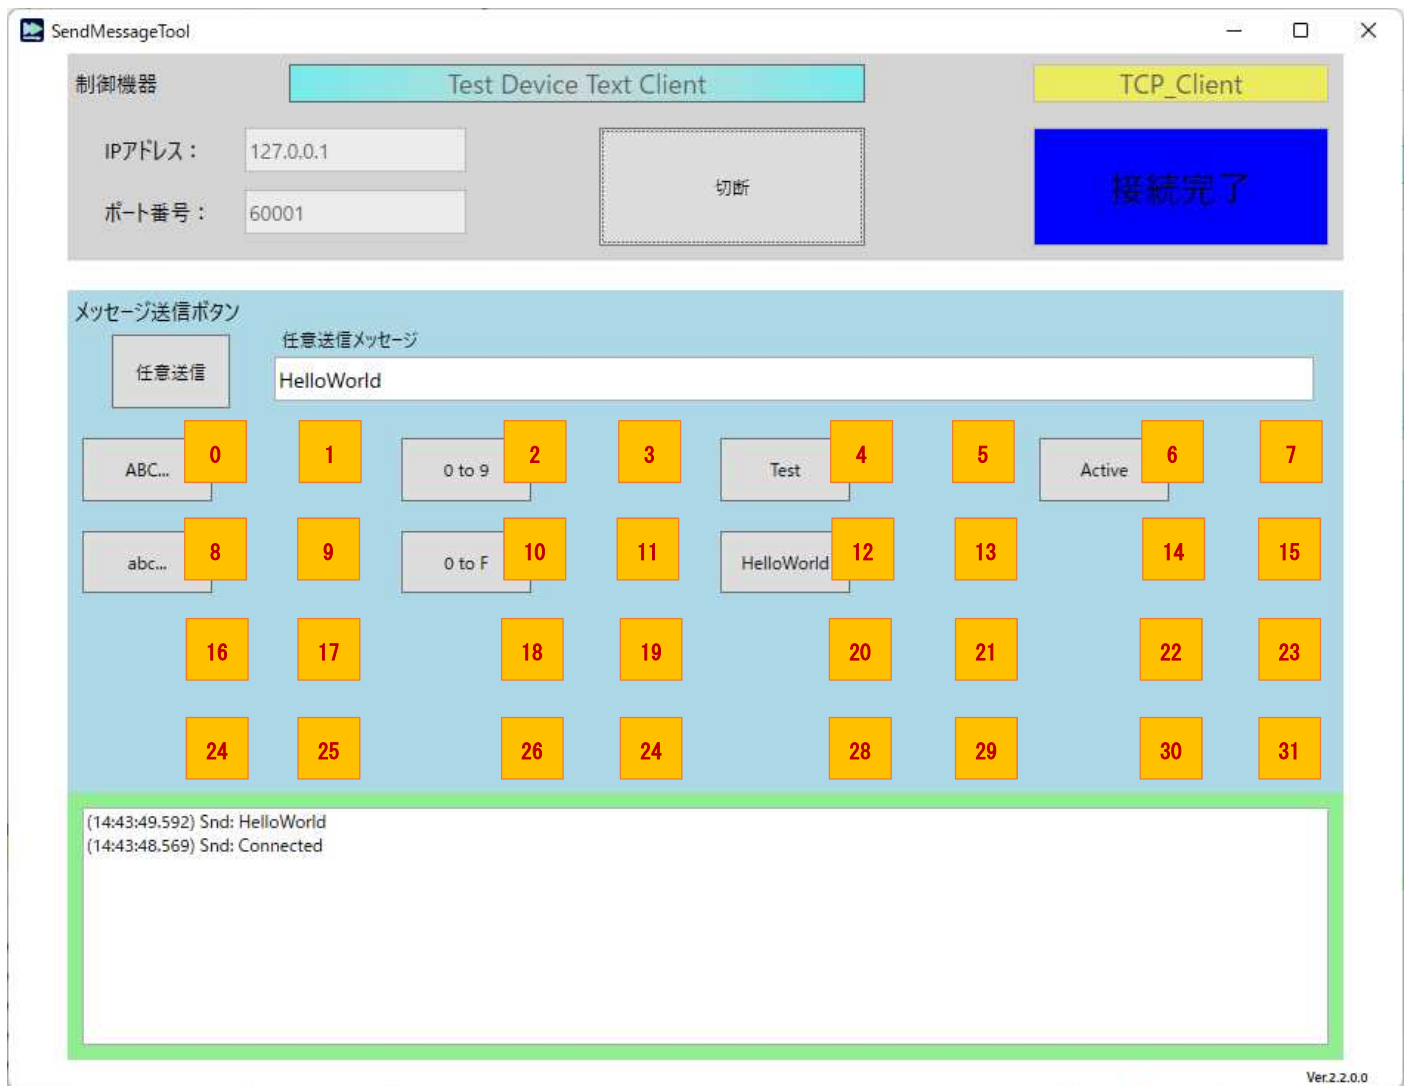 SendMessageTool
制御機器
Test Device Text Client
TCP_Client
IPアドレス：
127.0.0.1
切断
接続完了
ポート番号：
60001
メッセージ送信ボタン
任意送信
任意送信メッセージ
HelloWorld
ABC... 0 1 0 to 9 2 3 Test 4 5 Active 6 7
abc... 8 9 0 to F 10 11 HelloWorld 12 13 14 15
16 17 18 19 20 21 22 23
24 25 26 24 28 29 30 31
(14:43:49.592) Snd: HelloWorld
(14:43:48.569) Snd: Connected
Ver.2.2.0.0